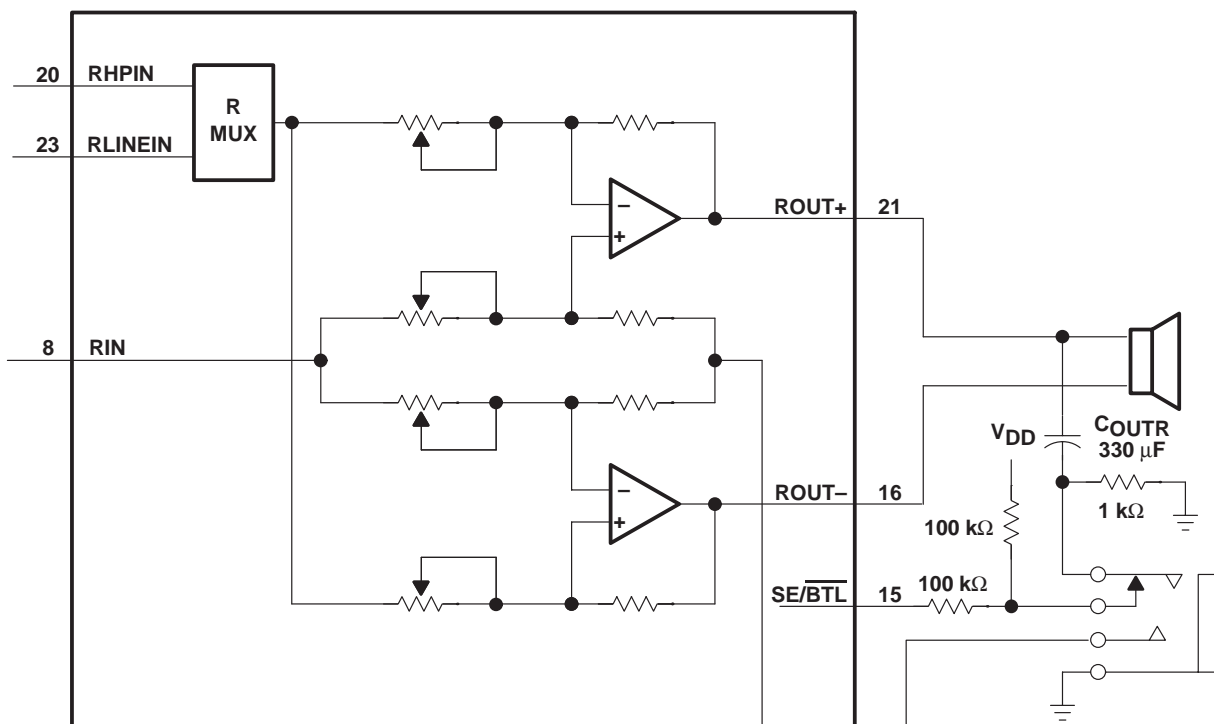 20 RHPIN
R
MUX
23 RLINEIN
ROUT+ 21
8 RIN
−
+
COUTR
330 μF
VDD
1 kΩ
ROUT− 16
−
+
100 kΩ
100 kΩ
SE/BTL 15